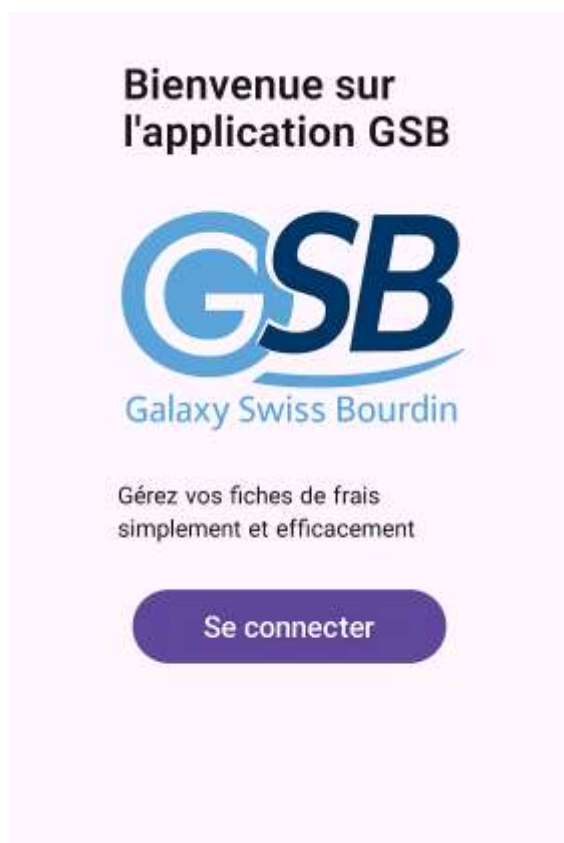 Bienvenue sur
l'application GSB
GSB
Galaxy Swiss Bourdin
Gérez vos fiches de frais
simplement et efficacement
Se connecter